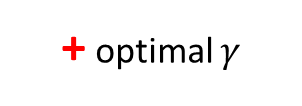 + optimal γ